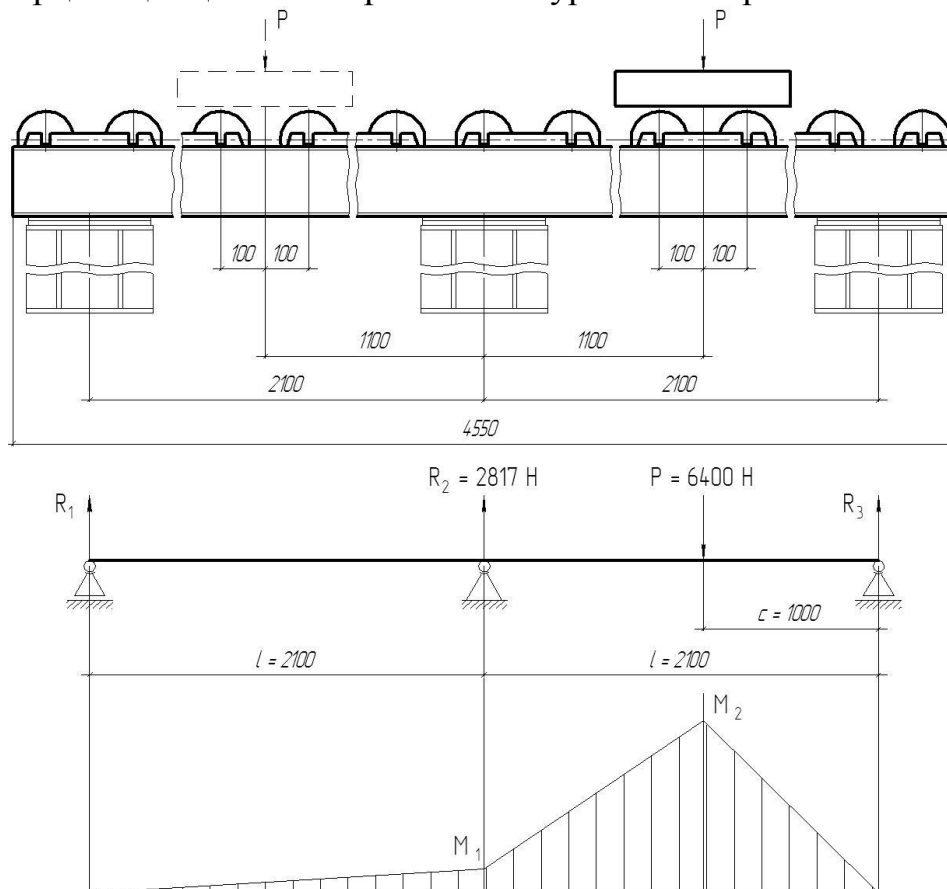 P P
100 100 100 100
1100 1100
2100 2100
4550
R₁ R₂ = 2817 Н P = 6400 Н R₃
c = 1000
l = 2100 l = 2100
M₂
M₁